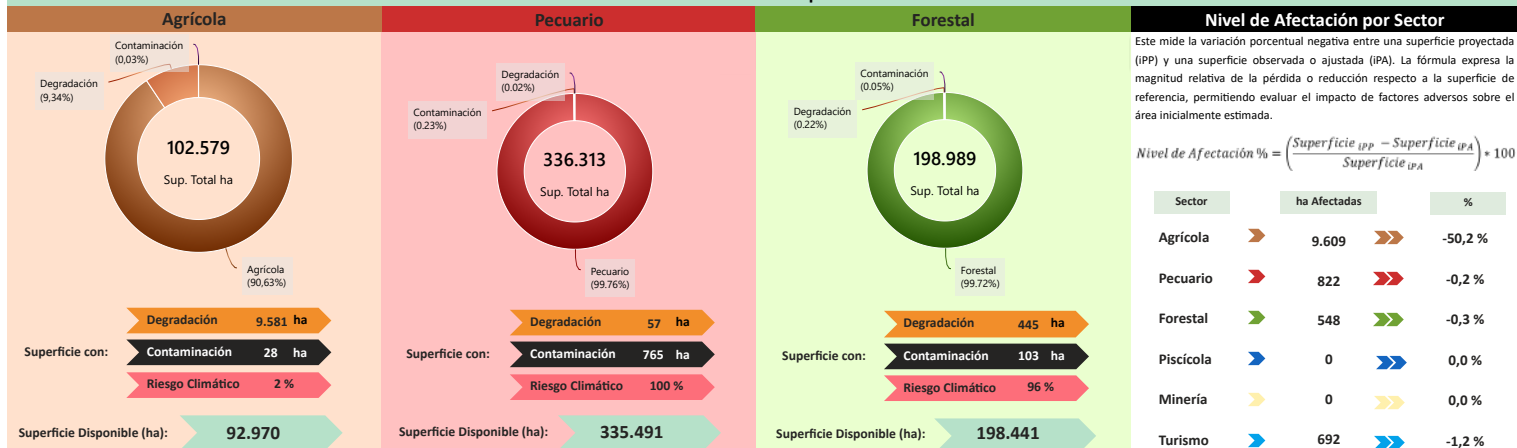 Agrícola
Contaminación
(0,03%)
Degradación
(9,34%)
102.579
Sup. Total ha
Agrícola
(90,63%)
Superficie con:
Degradación 9.581 ha
Contaminación 28 ha
Riesgo Climático 2 %
Superficie Disponible (ha): 92.970
Pecuario
Degradación
(0.02%)
Contaminación
(0.23%)
336.313
Sup. Total ha
Pecuario
(99.76%)
Superficie con:
Degradación 57 ha
Contaminación 765 ha
Riesgo Climático 100 %
Superficie Disponible (ha): 335.491
Forestal
Contaminación
(0.05%)
Degradación
(0.22%)
198.989
Sup. Total ha
Forestal
(99.72%)
Superficie con:
Degradación 445 ha
Contaminación 103 ha
Riesgo Climático 96 %
Superficie Disponible (ha): 198.441
Nivel de Afectación por Sector
Este mide la variación porcentual negativa entre una superficie proyectada
(iPP) y una superficie observada o ajustada (iPA). La fórmula expresa la
magnitud relativa de la pérdida o reducción respecto a la superficie de
referencia, permitiendo evaluar el impacto de factores adversos sobre el
área inicialmente estimada.
Nivel de Afectación % = ((Superficie iPP − Superficie iPA) / Superficie iPA) * 100
Sector ha Afectadas %
Agrícola 9.609 -50,2 %
Pecuario 822 -0,2 %
Forestal 548 -0,3 %
Piscícola 0 0,0 %
Minería 0 0,0 %
Turismo 692 -1,2 %